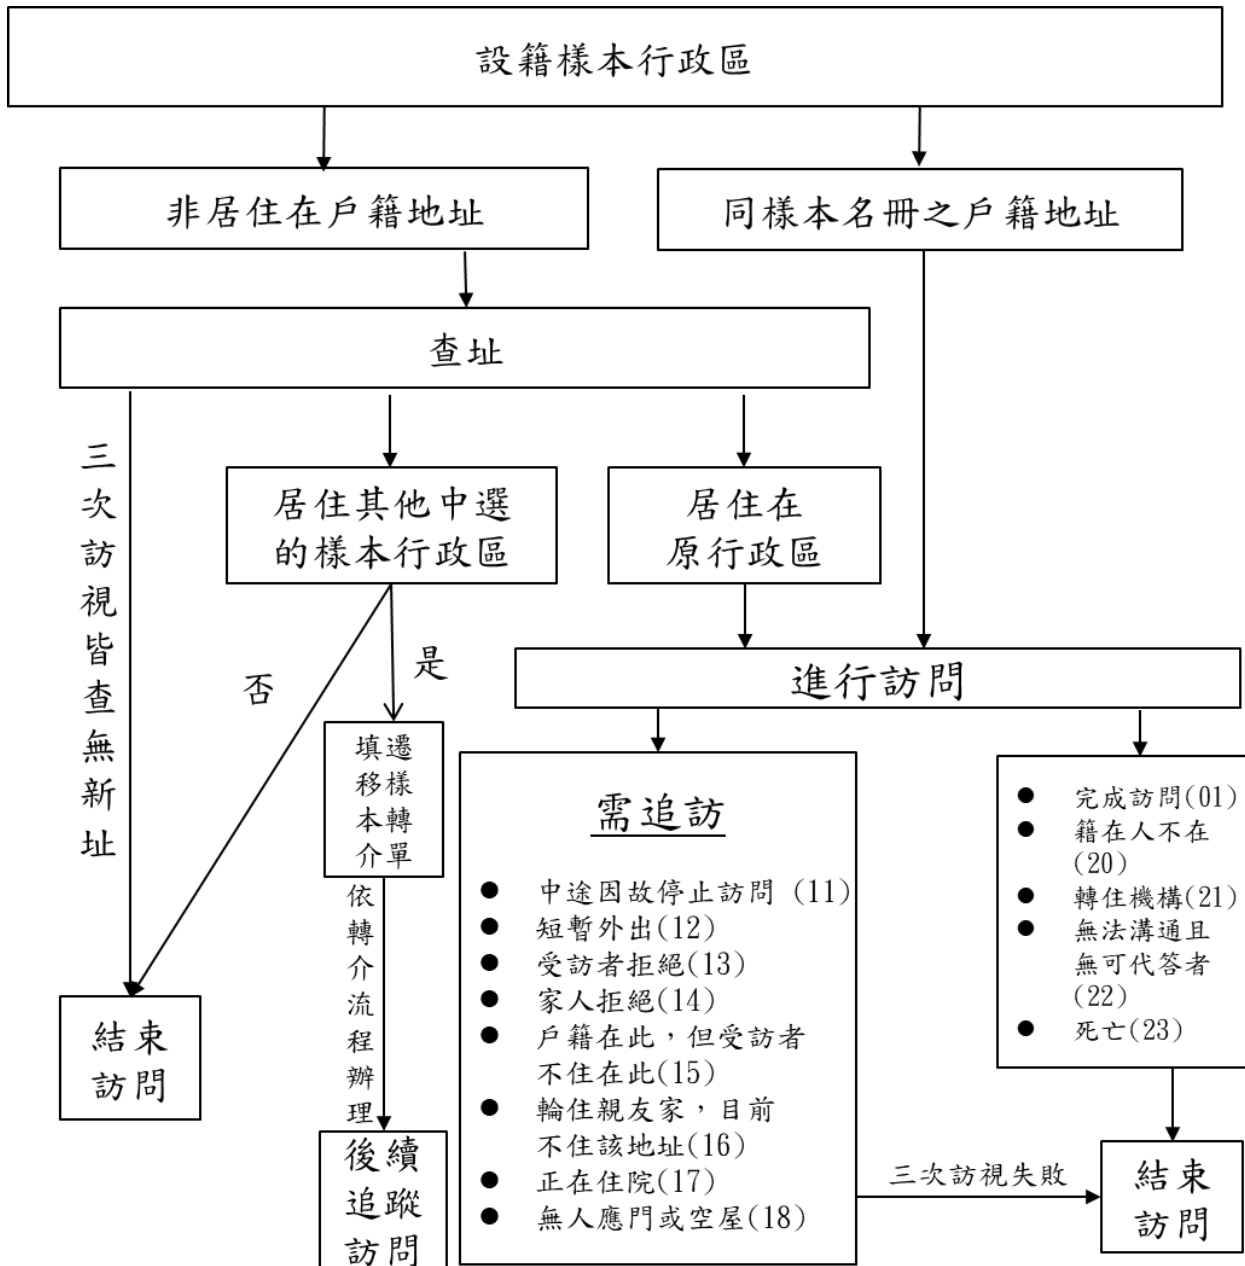 設籍樣本行政區
非居住在戶籍地址
同樣本名冊之戶籍地址
查址
三次訪視皆查無新址
居住其他中選
的樣本行政區
居住在
原行政區
否
是
進行訪問
填遷
移樣
本轉
介單
依轉介流程辦理
後續
追蹤
訪問
結束
訪問
需追訪
● 中途因故停止訪問 (11)
● 短暫外出(12)
● 受訪者拒絕(13)
● 家人拒絕(14)
● 戶籍在此，但受訪者
不住在此(15)
● 輪住親友家，目前
不住該地址(16)
● 正在住院(17)
● 無人應門或空屋(18)
● 完成訪問(01)
● 籍在人不在
(20)
● 轉住機構(21)
● 無法溝通且
無可代答者
(22)
● 死亡(23)
三次訪視失敗
結束
訪問